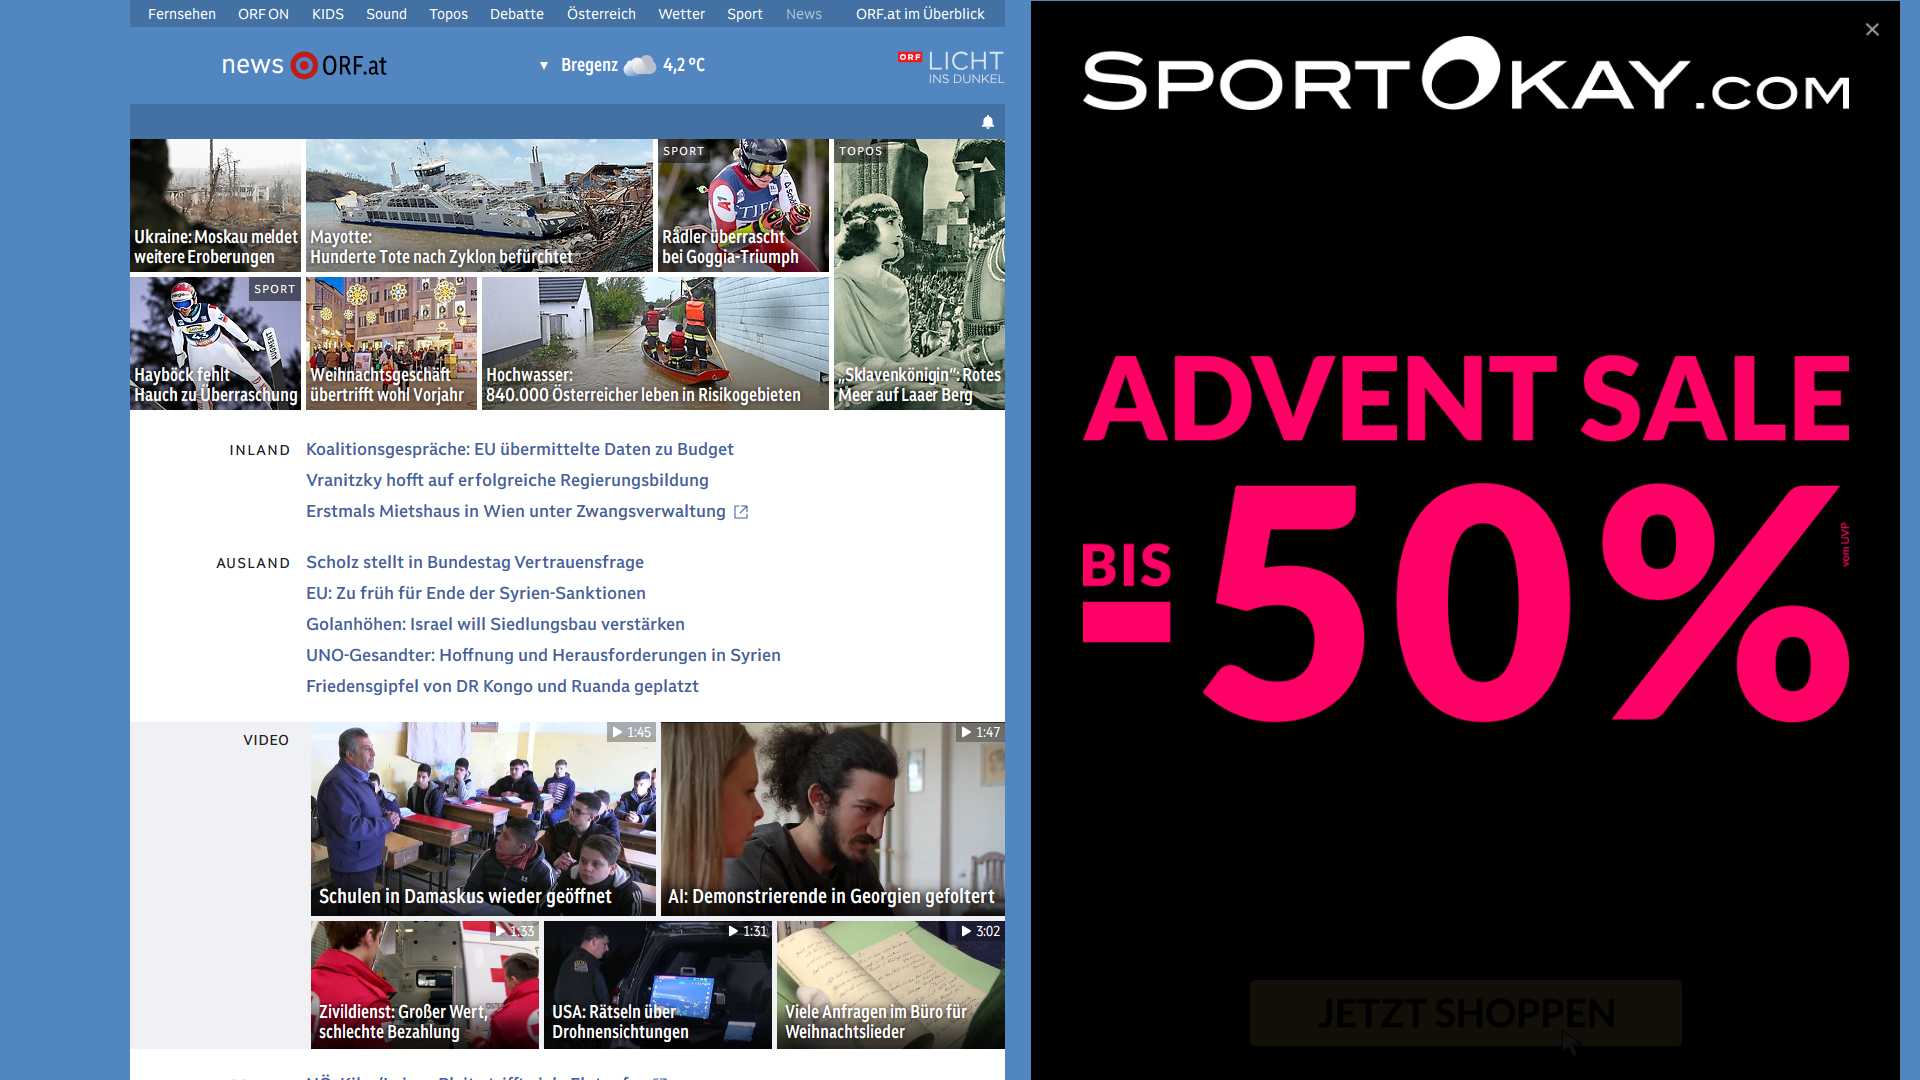 Fernsehen ORF ON KIDS Sound Topos Debatte Österreich Wetter Sport News ORF.at im Überblick
news ORF.at
▼ Bregenz 4,2 °C
ORF LICHT
INS DUNKEL
Ukraine: Moskau meldet
weitere Eroberungen
Mayotte:
Hunderte Tote nach Zyklon befürchtet
SPORT
Rädler überrascht
bei Goggia-Triumph
TOPOS
„Sklavenkönigin“: Rotes
Meer auf Laaer Berg
SPORT
Hayböck fehlt
Hauch zu Überraschung
Weihnachtsgeschäft
übertrifft wohl Vorjahr
Hochwasser:
840.000 Österreicher leben in Risikogebieten
INLAND
Koalitionsgespräche: EU übermittelte Daten zu Budget
Vranitzky hofft auf erfolgreiche Regierungsbildung
Erstmals Mietshaus in Wien unter Zwangsverwaltung
AUSLAND
Scholz stellt in Bundestag Vertrauensfrage
EU: Zu früh für Ende der Syrien-Sanktionen
Golanhöhen: Israel will Siedlungsbau verstärken
UNO-Gesandter: Hoffnung und Herausforderungen in Syrien
Friedensgipfel von DR Kongo und Ruanda geplatzt
VIDEO
1:45
Schulen in Damaskus wieder geöffnet
1:47
AI: Demonstrierende in Georgien gefoltert
1:33
Zivildienst: Großer Wert,
schlechte Bezahlung
1:31
USA: Rätseln über
Drohnensichtungen
3:02
Viele Anfragen im Büro für
Weihnachtslieder
SPORTOKAY.COM
ADVENT SALE
BIS
-50%
vom UVP
JETZT SHOPPEN